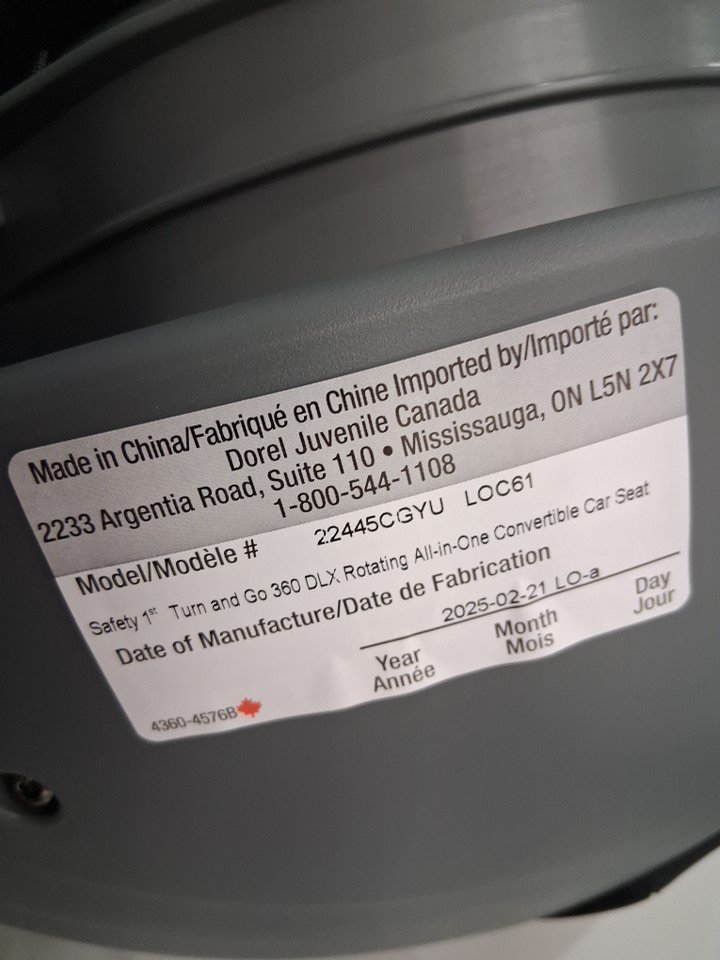 Made in China/Fabriqué en Chine Imported by/Importé par:
Dorel Juvenile Canada
2233 Argentia Road, Suite 110 • Mississauga, ON L5N 2X7
1-800-544-1108
Model/Modèle # 22445CGYU LOC61
Safety 1st Turn and Go 360 DLX Rotating All-in-One Convertible Car Seat
Date of Manufacture/Date de Fabrication
2025-02-21 LO-a
Year Month Day
Année Mois Jour
4360-4576B